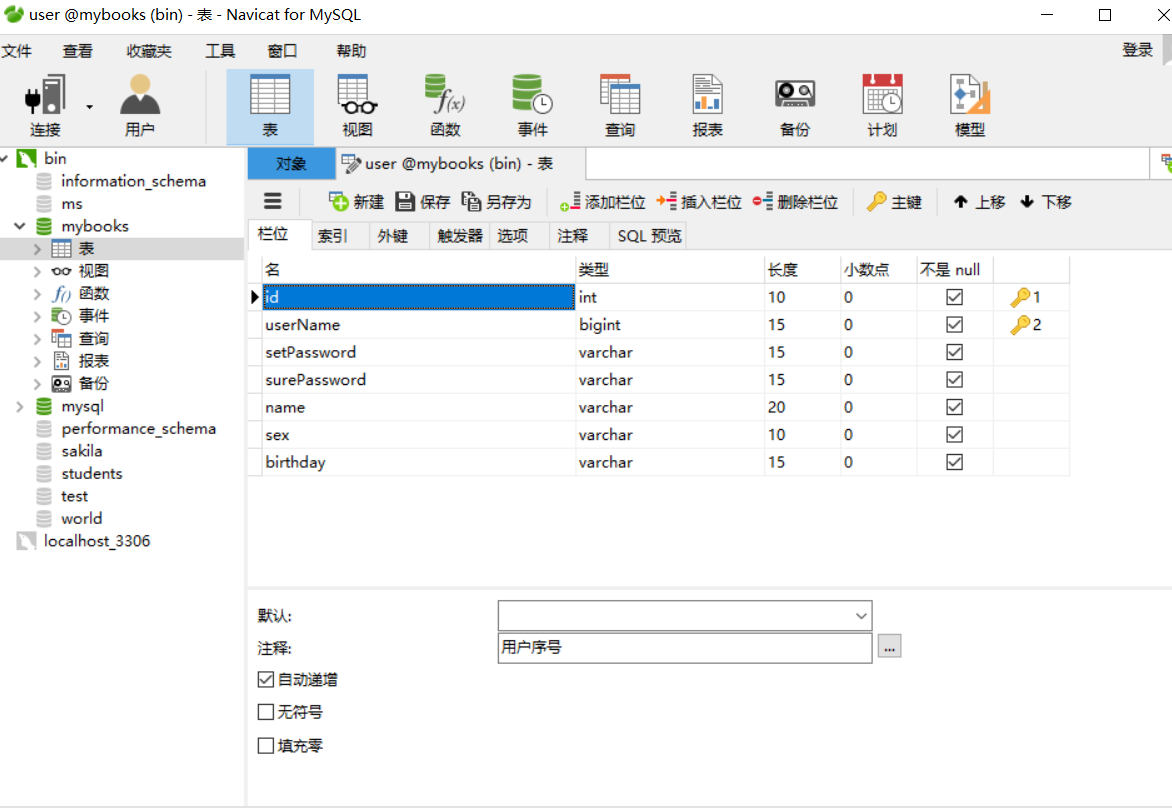 user @mybooks (bin) - 表 - Navicat for MySQL
文件 查看 收藏夹 工具 窗口 帮助 登录
连接 用户 表 视图 函数 事件 查询 报表 备份 计划 模型
bin
information_schema
ms
mybooks
表
视图
函数
事件
查询
报表
备份
mysql
performance_schema
sakila
students
test
world
localhost_3306
对象 user @mybooks (bin) - 表
新建 保存 另存为 添加栏位 插入栏位 删除栏位 主键 上移 下移
栏位 索引 外键 触发器 选项 注释 SQL 预览
名 类型 长度 小数点 不是 null
id int 10 0 1
userName bigint 15 0 2
setPassword varchar 15 0
surePassword varchar 15 0
name varchar 20 0
sex varchar 10 0
birthday varchar 15 0
默认:
注释: 用户序号 ...
自动递增
无符号
填充零